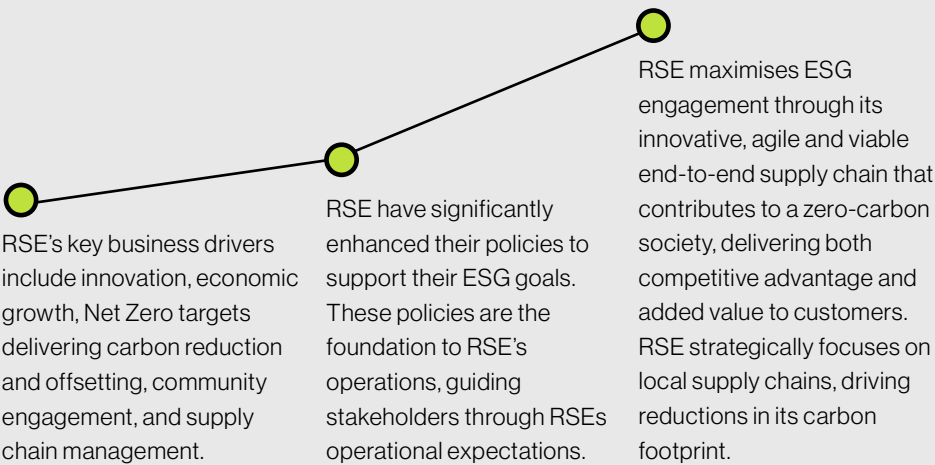 RSE's key business drivers
include innovation, economic
growth, Net Zero targets
delivering carbon reduction
and offsetting, community
engagement, and supply
chain management.
RSE have significantly
enhanced their policies to
support their ESG goals.
These policies are the
foundation to RSE's
operations, guiding
stakeholders through RSEs
operational expectations.
RSE maximises ESG
engagement through its
innovative, agile and viable
end-to-end supply chain that
contributes to a zero-carbon
society, delivering both
competitive advantage and
added value to customers.
RSE strategically focuses on
local supply chains, driving
reductions in its carbon
footprint.